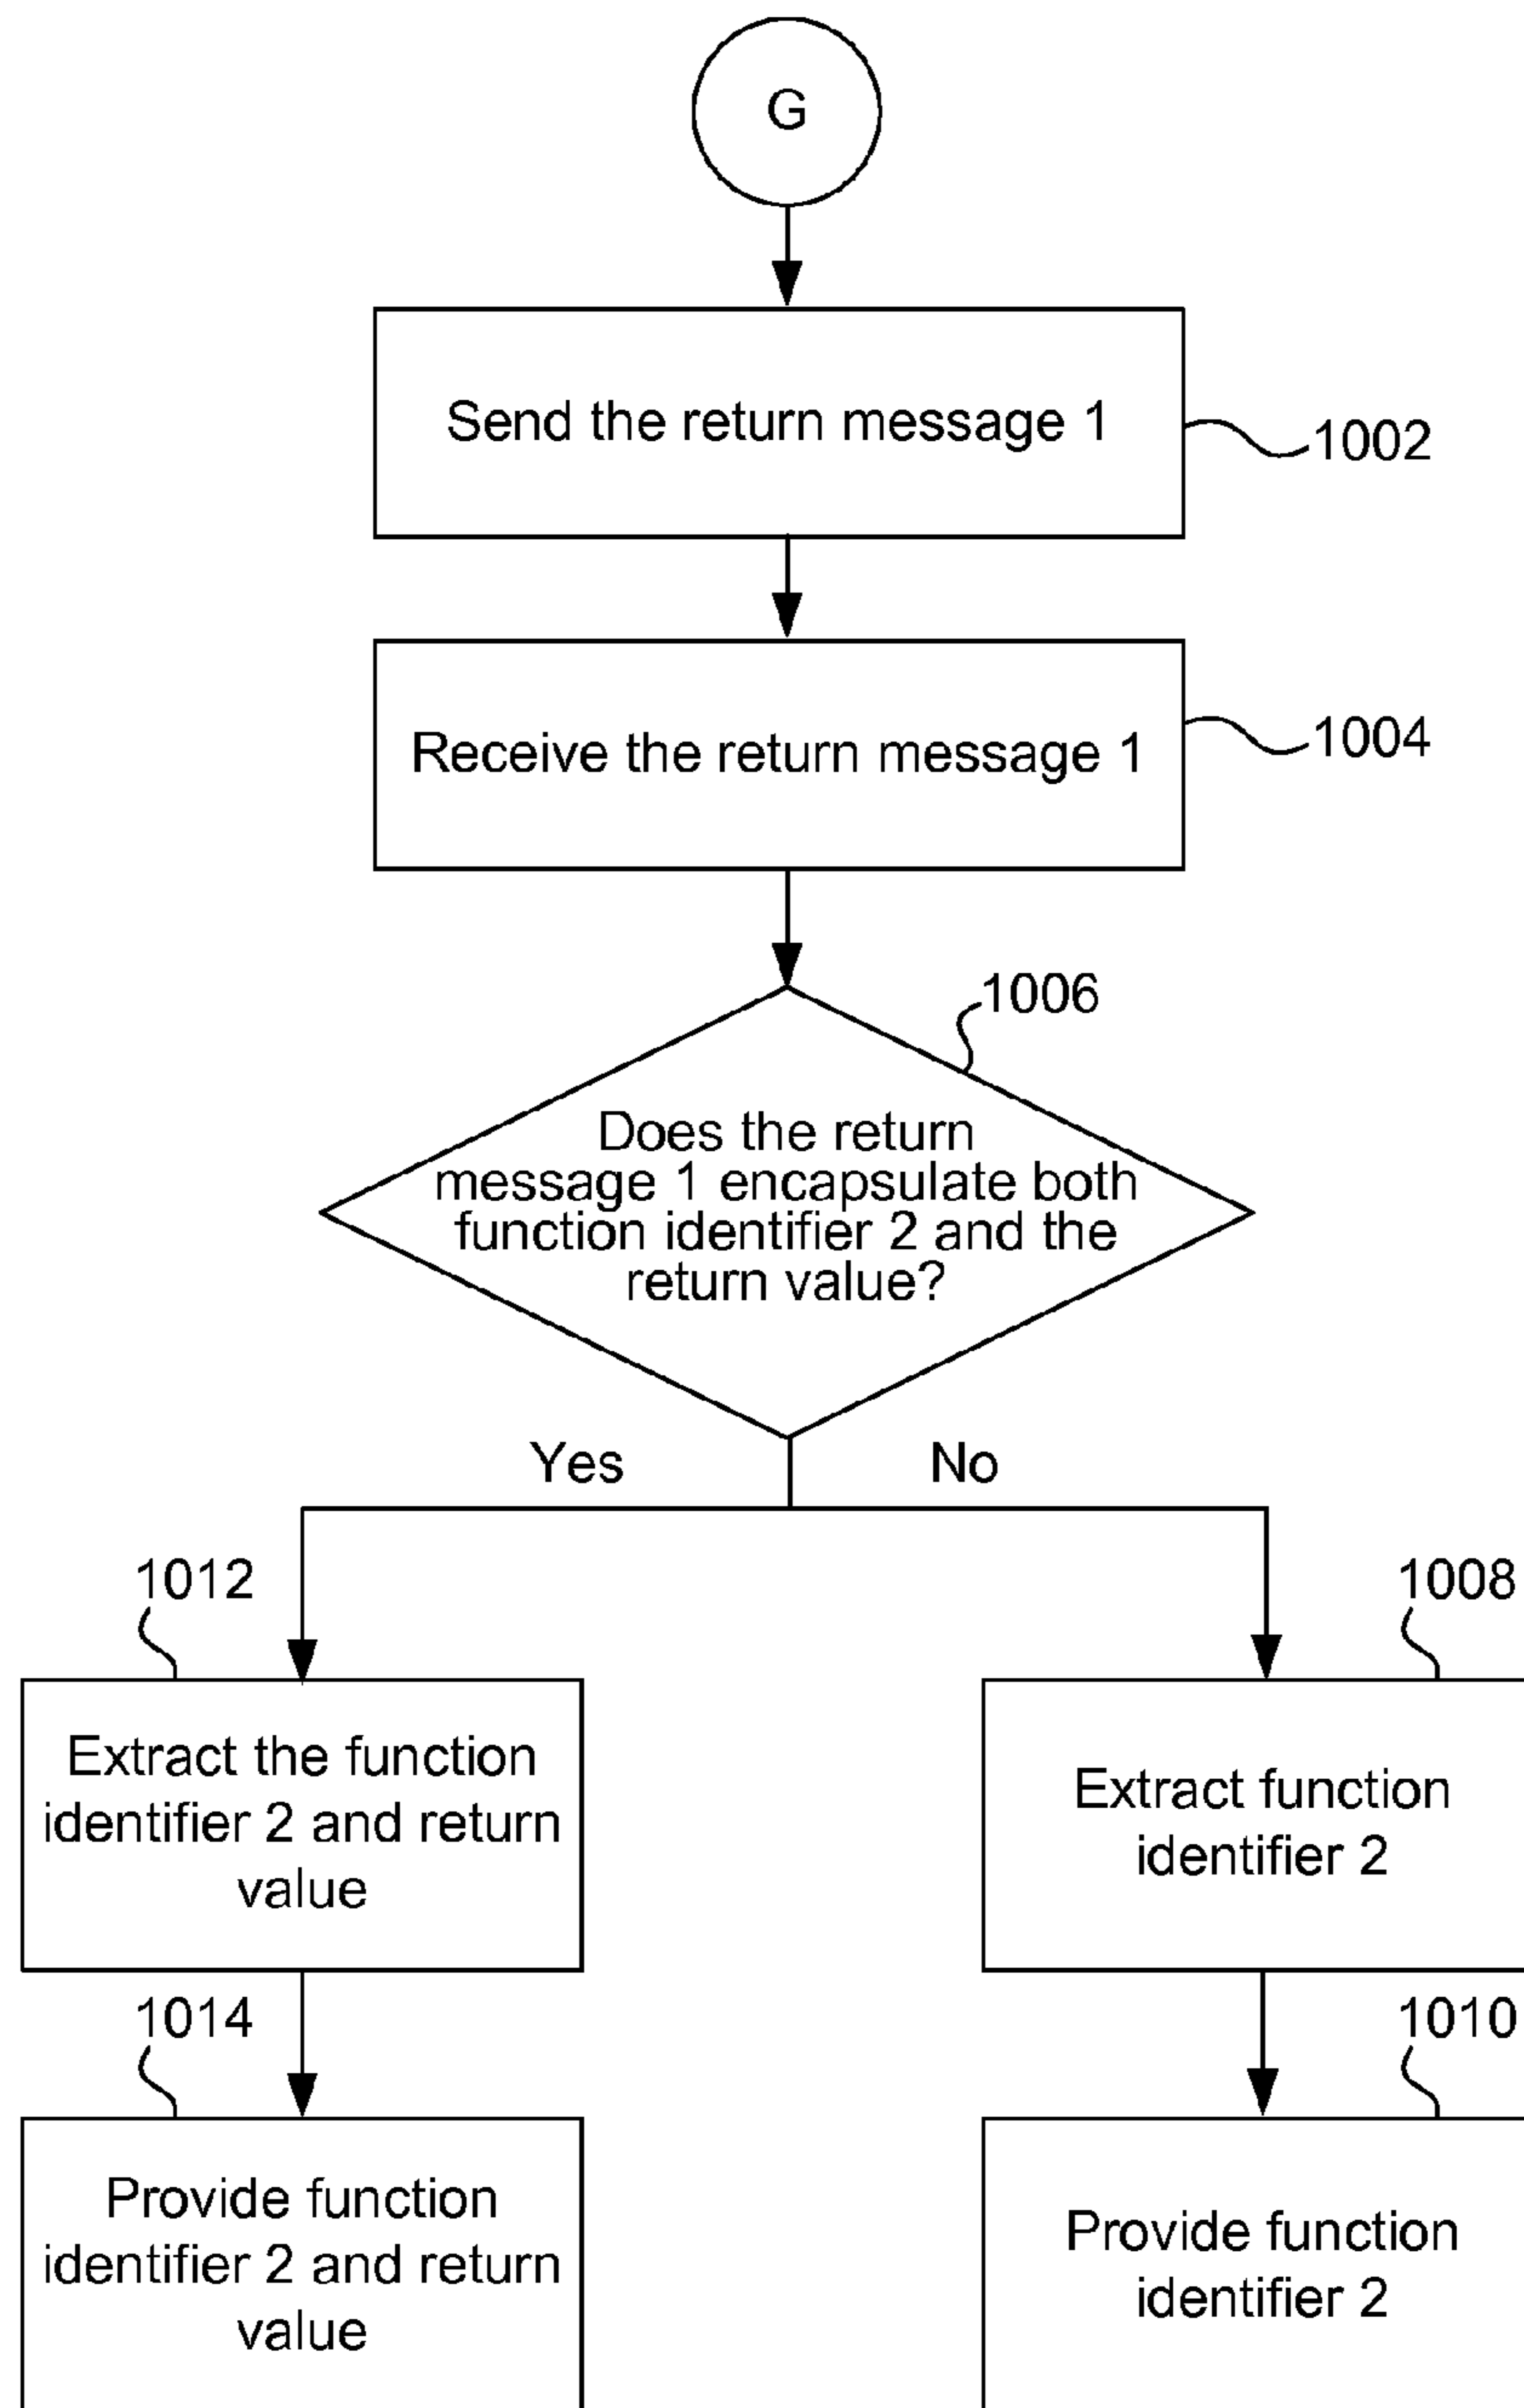 G
Send the return message 1
1002
Receive the return message 1
1004
1006
Does the return
message 1 encapsulate both
function identifier 2 and the
return value?
Yes
No
1012
1008
Extract the function
identifier 2 and return
value
Extract function
identifier 2
1014
1010
Provide function
identifier 2 and return
value
Provide function
identifier 2